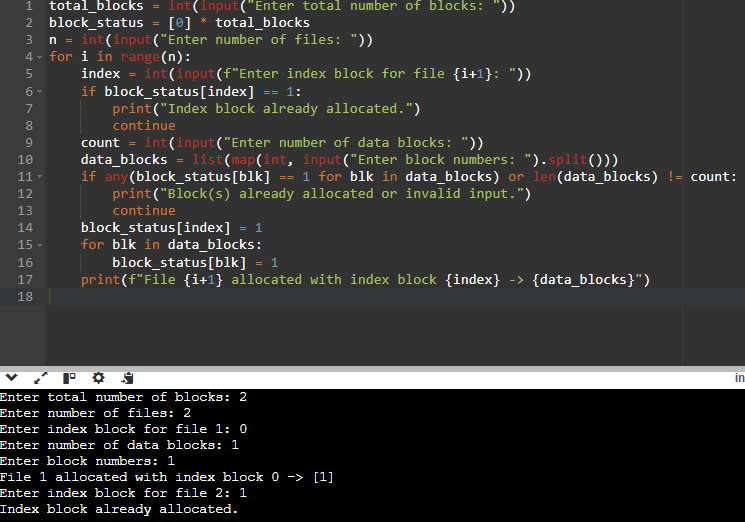 1 total_blocks = int(input("Enter total number of blocks: "))
2 block_status = [0] * total_blocks
3 n = int(input("Enter number of files: "))
4 for i in range(n):
5     index = int(input(f"Enter index block for file {i+1}: "))
6     if block_status[index] == 1:
7         print("Index block already allocated.")
8         continue
9     count = int(input("Enter number of data blocks: "))
10     data_blocks = list(map(int, input("Enter block numbers: ").split()))
11     if any(block_status[blk] == 1 for blk in data_blocks) or len(data_blocks) != count:
12         print("Block(s) already allocated or invalid input.")
13         continue
14     block_status[index] = 1
15     for blk in data_blocks:
16         block_status[blk] = 1
17     print(f"File {i+1} allocated with index block {index} -> {data_blocks}")
18
in
Enter total number of blocks: 2
Enter number of files: 2
Enter index block for file 1: 0
Enter number of data blocks: 1
Enter block numbers: 1
File 1 allocated with index block 0 -> [1]
Enter index block for file 2: 1
Index block already allocated.